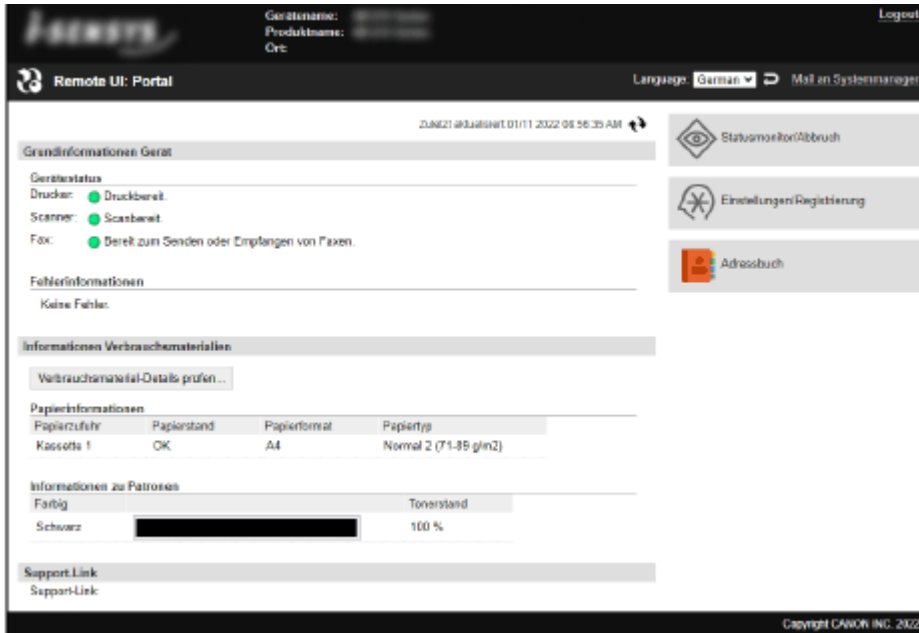 i-SENSYS
Gerätename:
Produktname:
Ort:
Logout
Remote UI: Portal
Language: German Mail an Systemmanager
Zuletzt aktualisiert:01/11 2022 08:56:35 AM
Grundinformationen Gerät
Gerätestatus
Drucker: Druckbereit.
Scanner: Scanbereit.
Fax: Bereit zum Senden oder Empfangen von Faxen.
Fehlerinformationen
Keine Fehler.
Informationen Verbrauchsmaterialien
Verbrauchsmaterial-Details prüfen...
Papierinformationen
Papierzufuhr Papierstand Papierformat Papiertyp
Kassette 1 OK A4 Normal 2 (71-89 g/m2)
Informationen zu Patronen
Farbig Tonerstand
Schwarz 100 %
Support-Link
Support-Link:
Statusmonitor/Abbruch
Einstellungen/Registrierung
Adressbuch
Copyright CANON INC. 2022